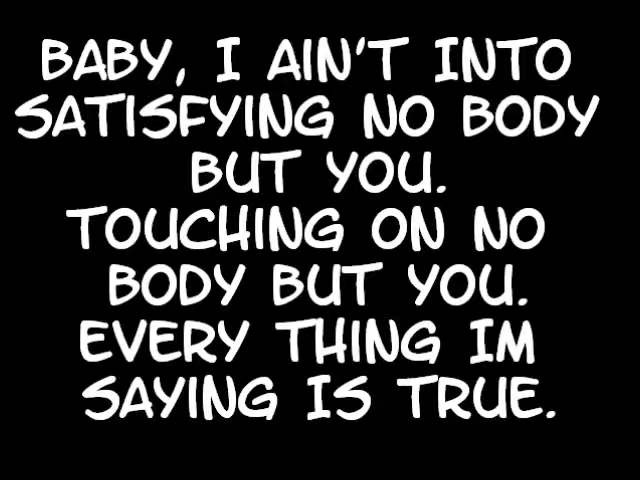 BABY, I AIN'T INTO
SATISFYING NO BODY
BUT YOU.
TOUCHING ON NO
BODY BUT YOU.
EVERY THING IM
SAYING IS TRUE.